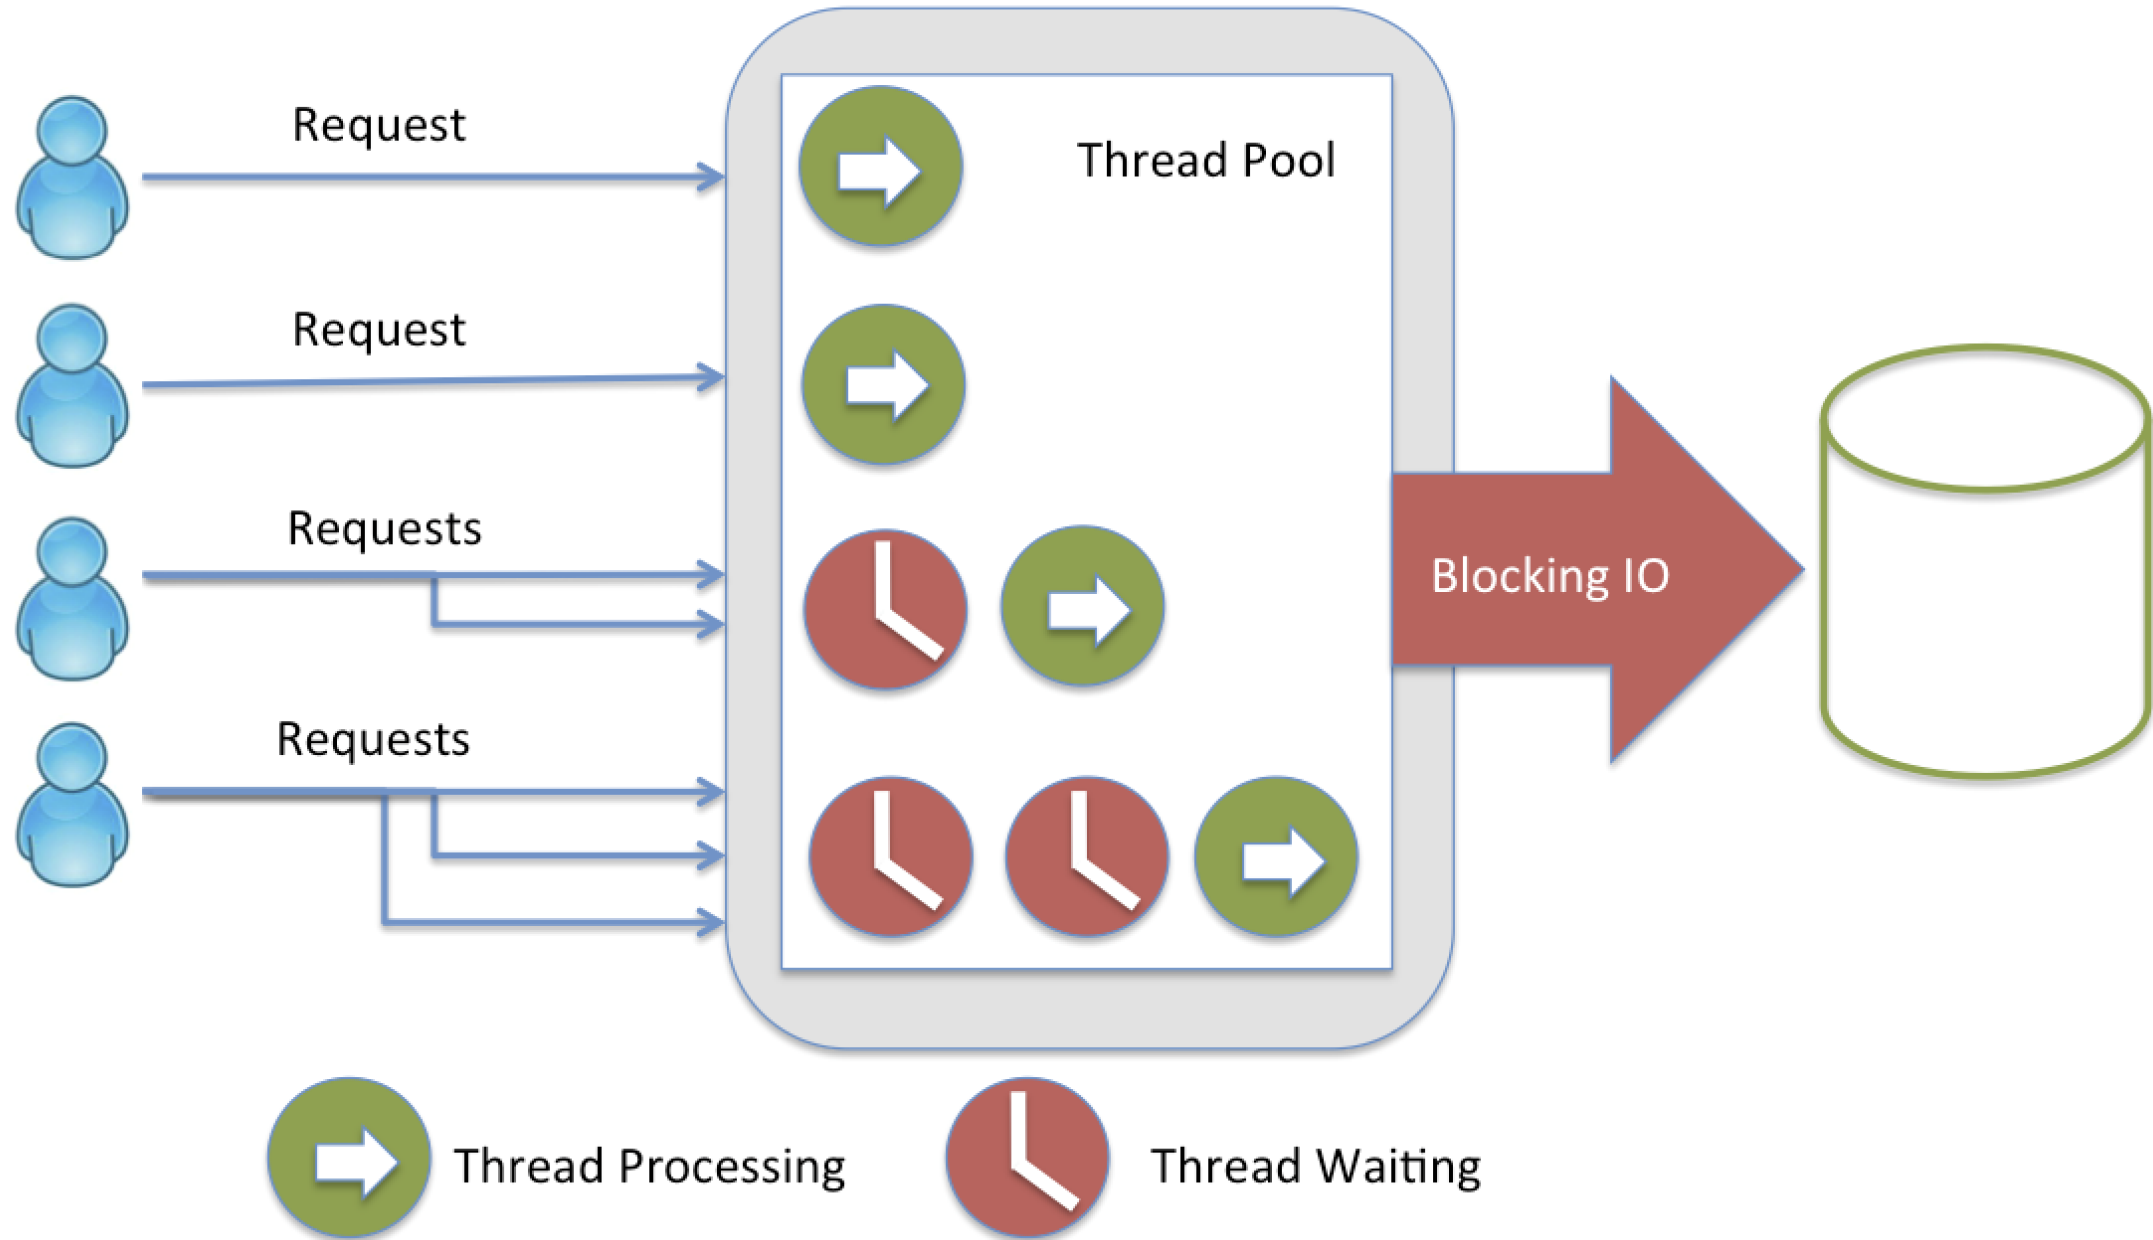 Request
Thread Pool
Request
Requests
Blocking IO
Requests
Thread Processing
Thread Waiting